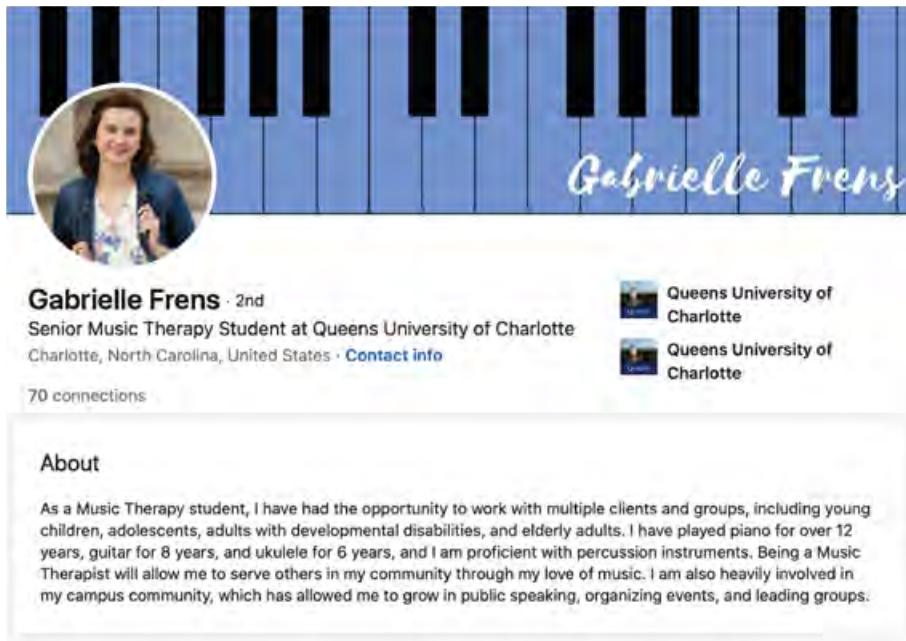 Gabrielle Frens
Gabrielle Frens · 2nd
Senior Music Therapy Student at Queens University of Charlotte
Charlotte, North Carolina, United States · Contact info
70 connections
Queens University of
Charlotte
Queens University of
Charlotte
About
As a Music Therapy student, I have had the opportunity to work with multiple clients and groups, including young
children, adolescents, adults with developmental disabilities, and elderly adults. I have played piano for over 12
years, guitar for 8 years, and ukulele for 6 years, and I am proficient with percussion instruments. Being a Music
Therapist will allow me to serve others in my community through my love of music. I am also heavily involved in
my campus community, which has allowed me to grow in public speaking, organizing events, and leading groups.